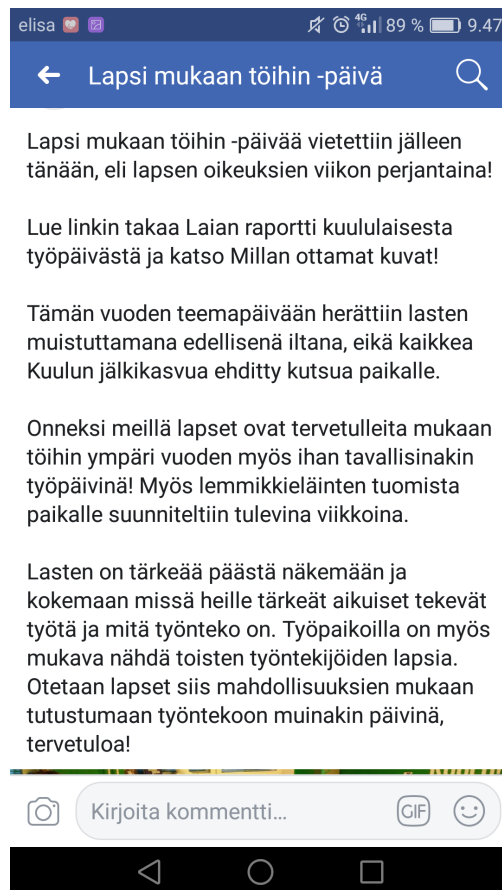 elisa 4G 89 % 9.47
Lapsi mukaan töihin -päivä
Lapsi mukaan töihin -päivää vietettiin jälleen
tänään, eli lapsen oikeuksien viikon perjantaina!
Lue linkin takaa Laian raportti kuululaisesta
työpäivästä ja katso Millan ottamat kuvat!
Tämän vuoden teemapäivään herättiin lasten
muistuttamana edellisenä iltana, eikä kaikkea
Kuulun jälkikasvua ehditty kutsua paikalle.
Onneksi meillä lapset ovat tervetulleita mukaan
töihin ympäri vuoden myös ihan tavallisinakin
työpäivinä! Myös lemmikkieläinten tuomista
paikalle suunniteltiin tulevina viikkoina.
Lasten on tärkeää päästä näkemään ja
kokemaan missä heille tärkeät aikuiset tekevät
työtä ja mitä työnteko on. Työpaikoilla on myös
mukava nähdä toisten työntekijöiden lapsia.
Otetaan lapset siis mahdollisuuksien mukaan
tutustumaan työntekoon muinakin päivinä,
tervetuloa!
Kirjoita kommentti... GIF